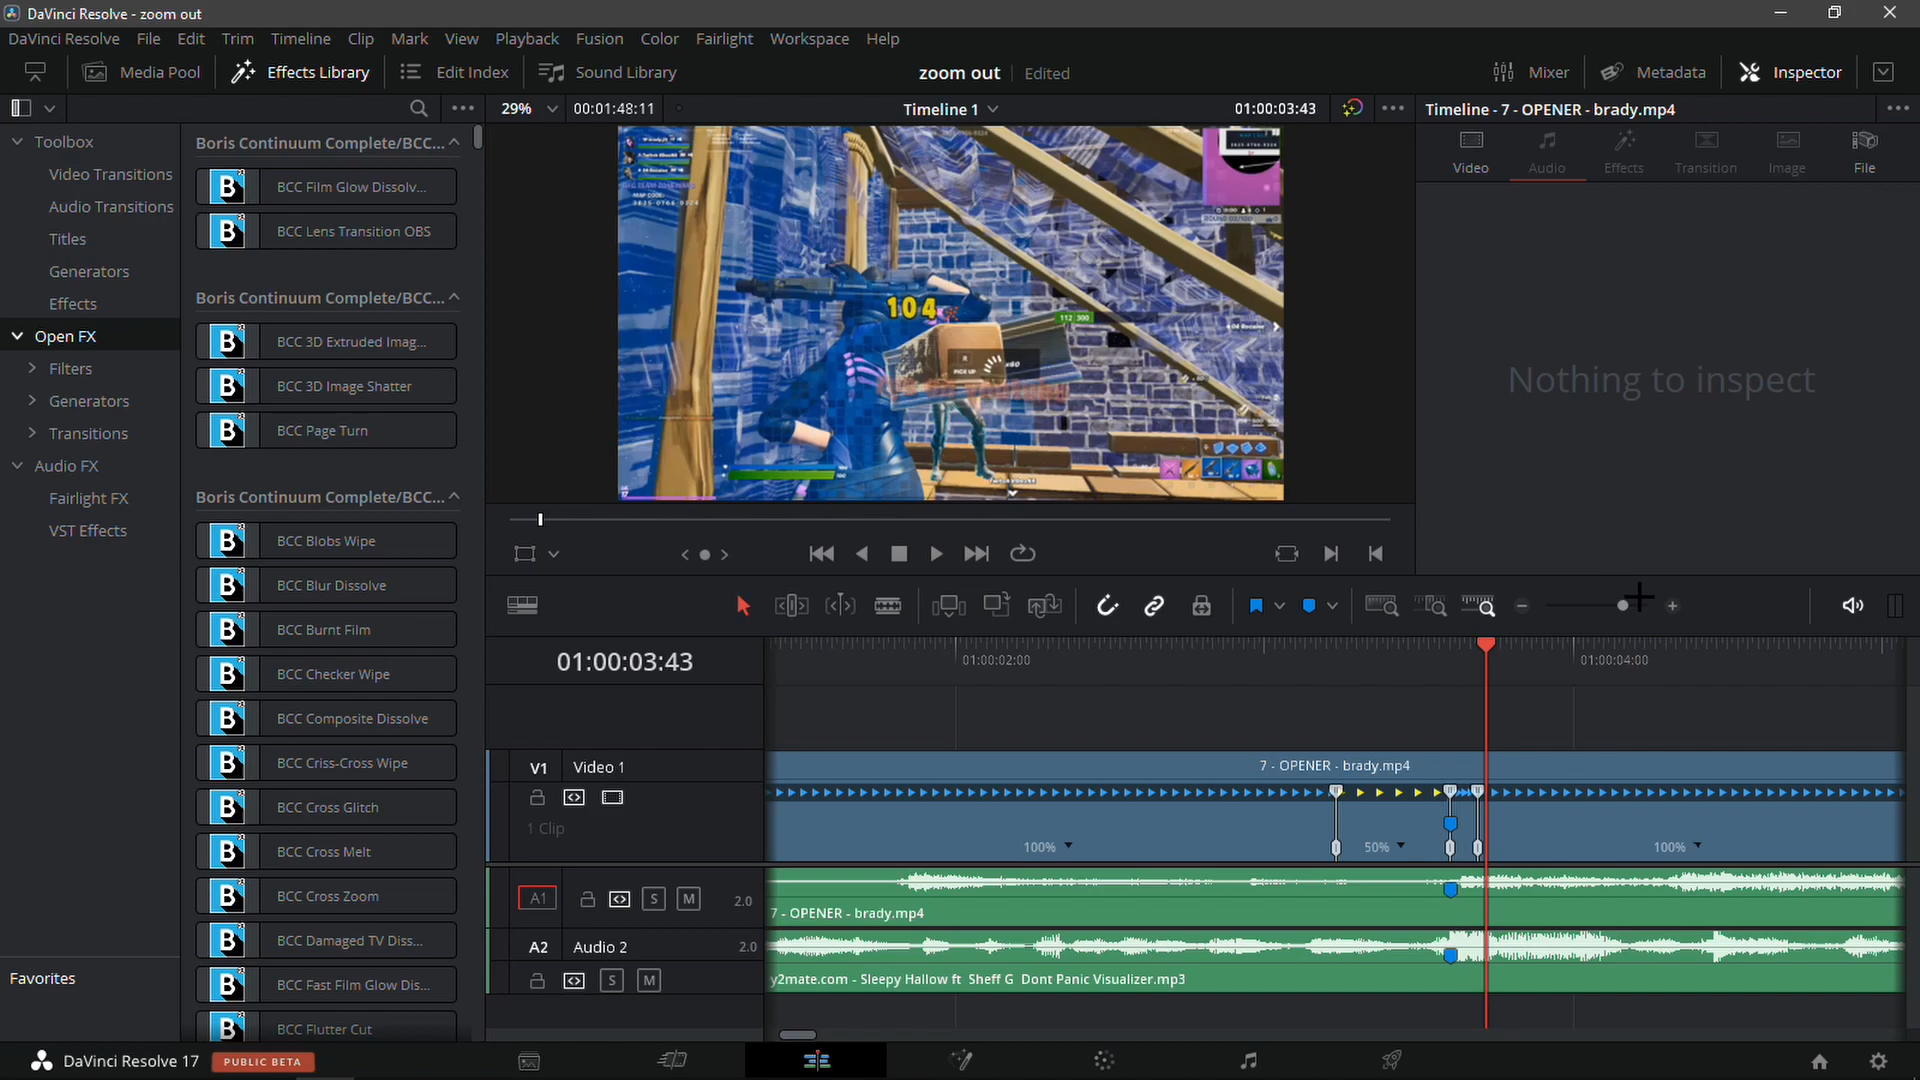 DaVinci Resolve - zoom out
DaVinci Resolve File Edit Trim Timeline Clip Mark View Playback Fusion Color Fairlight Workspace Help
Media Pool Effects Library Edit Index Sound Library zoom out Edited Mixer Metadata Inspector
29% 00:01:48:11 Timeline 1 01:00:03:43 Timeline - 7 - OPENER - brady.mp4
Video Audio Effects Transition Image File
Nothing to inspect
Toolbox
Video Transitions
Audio Transitions
Titles
Generators
Effects
Open FX
Filters
Generators
Transitions
Audio FX
Fairlight FX
VST Effects
Favorites
Boris Continuum Complete/BCC...
BCC Film Glow Dissolv...
BCC Lens Transition OBS
Boris Continuum Complete/BCC...
BCC 3D Extruded Imag...
BCC 3D Image Shatter
BCC Page Turn
Boris Continuum Complete/BCC...
BCC Blobs Wipe
BCC Blur Dissolve
BCC Burnt Film
BCC Checker Wipe
BCC Composite Dissolve
BCC Criss-Cross Wipe
BCC Cross Glitch
BCC Cross Melt
BCC Cross Zoom
BCC Damaged TV Diss...
BCC Fast Film Glow Dis...
BCC Flutter Cut
MAP CODE:
3825-0766-0324
104
112 300
PICK UP
01:00:03:43
01:00:02:00 01:00:04:00
V1 Video 1
1 Clip
7 - OPENER - brady.mp4
100% 50% 100%
A1 S M 2.0
7 - OPENER - brady.mp4
A2 Audio 2 2.0
S M
y2mate.com - Sleepy Hallow ft Sheff G Dont Panic Visualizer.mp3
DaVinci Resolve 17 PUBLIC BETA